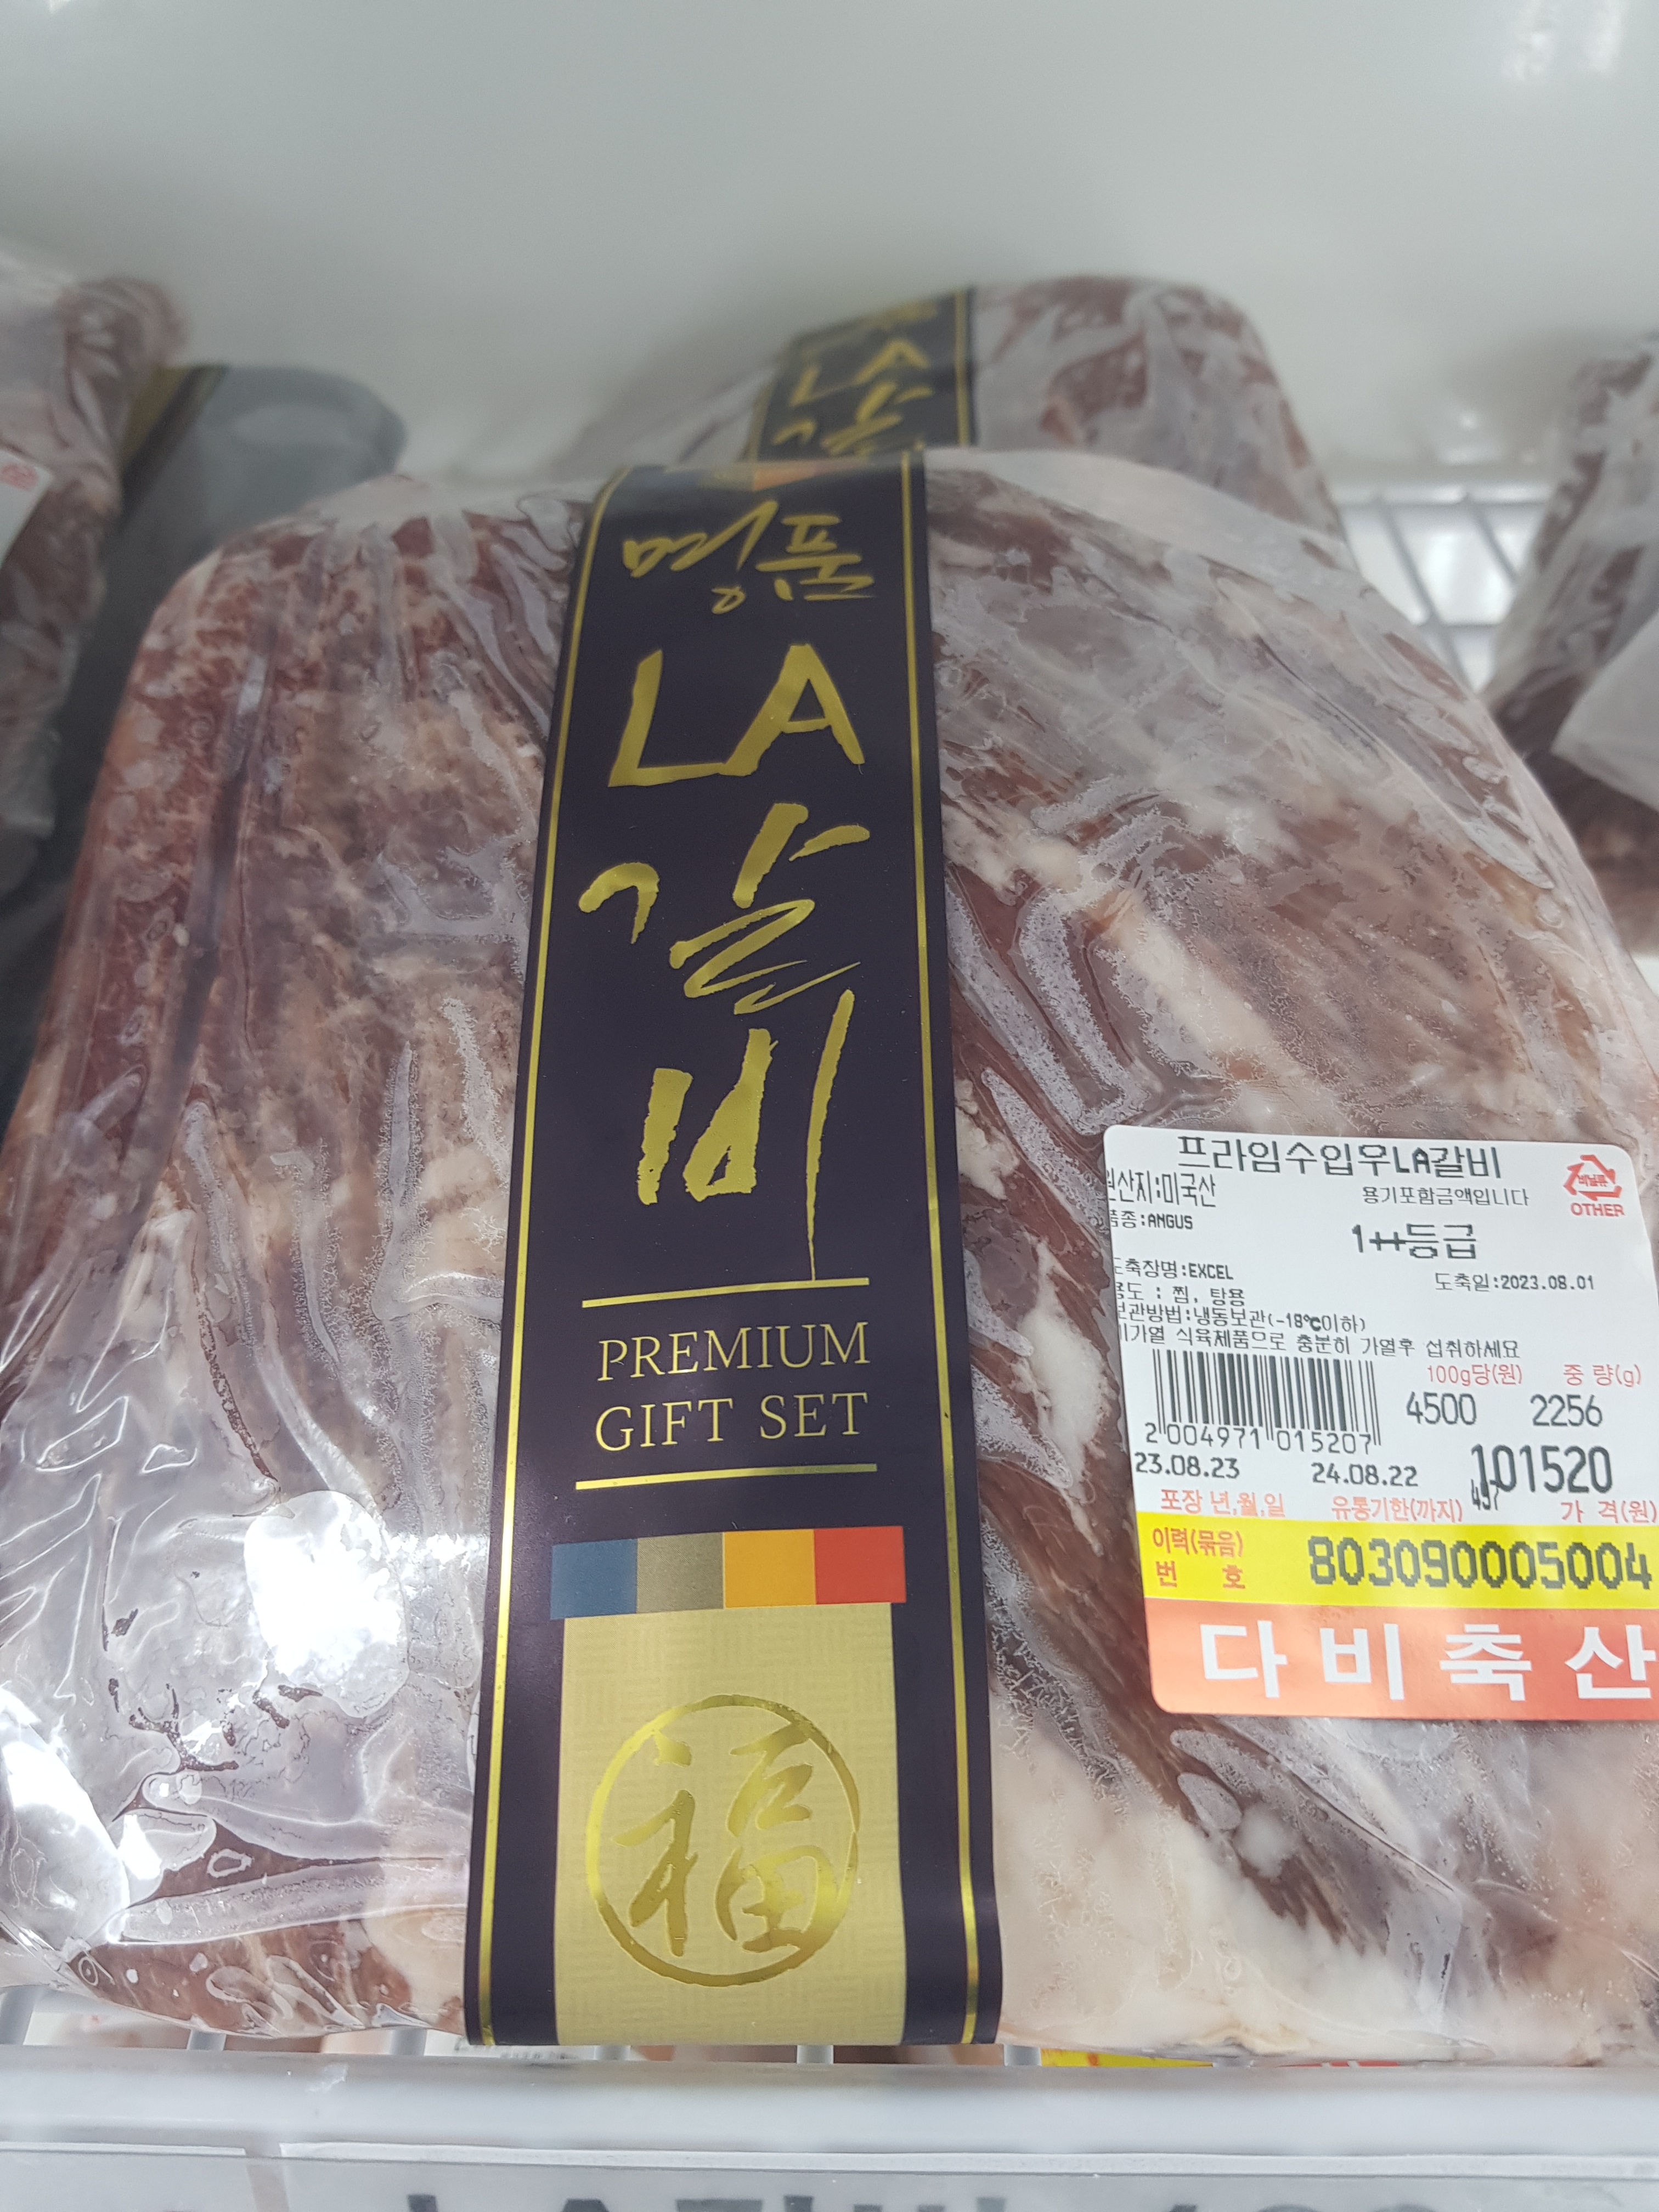 LA
갈
명품
LA
갈
비
PREMIUM
GIFT SET
福
프라임수입우LA갈비
원산지:미국산
용기포함금액입니다
비닐류
OTHER
품종:ANGUS
1++등급
도축장명:EXCEL
도축일:2023.08.01
용도 : 찜, 탕용
보관방법:냉동보관(-18℃이하)
비가열 식육제품으로 충분히 가열후 섭취하세요
100g당(원) 중 량(g)
4500 2256
2 004971 015207
23.08.23 24.08.22 101520
포장 년,월,일 유통기한(까지) 가 격(원)
이력(묶음)
번 호 803090005004
다비축산